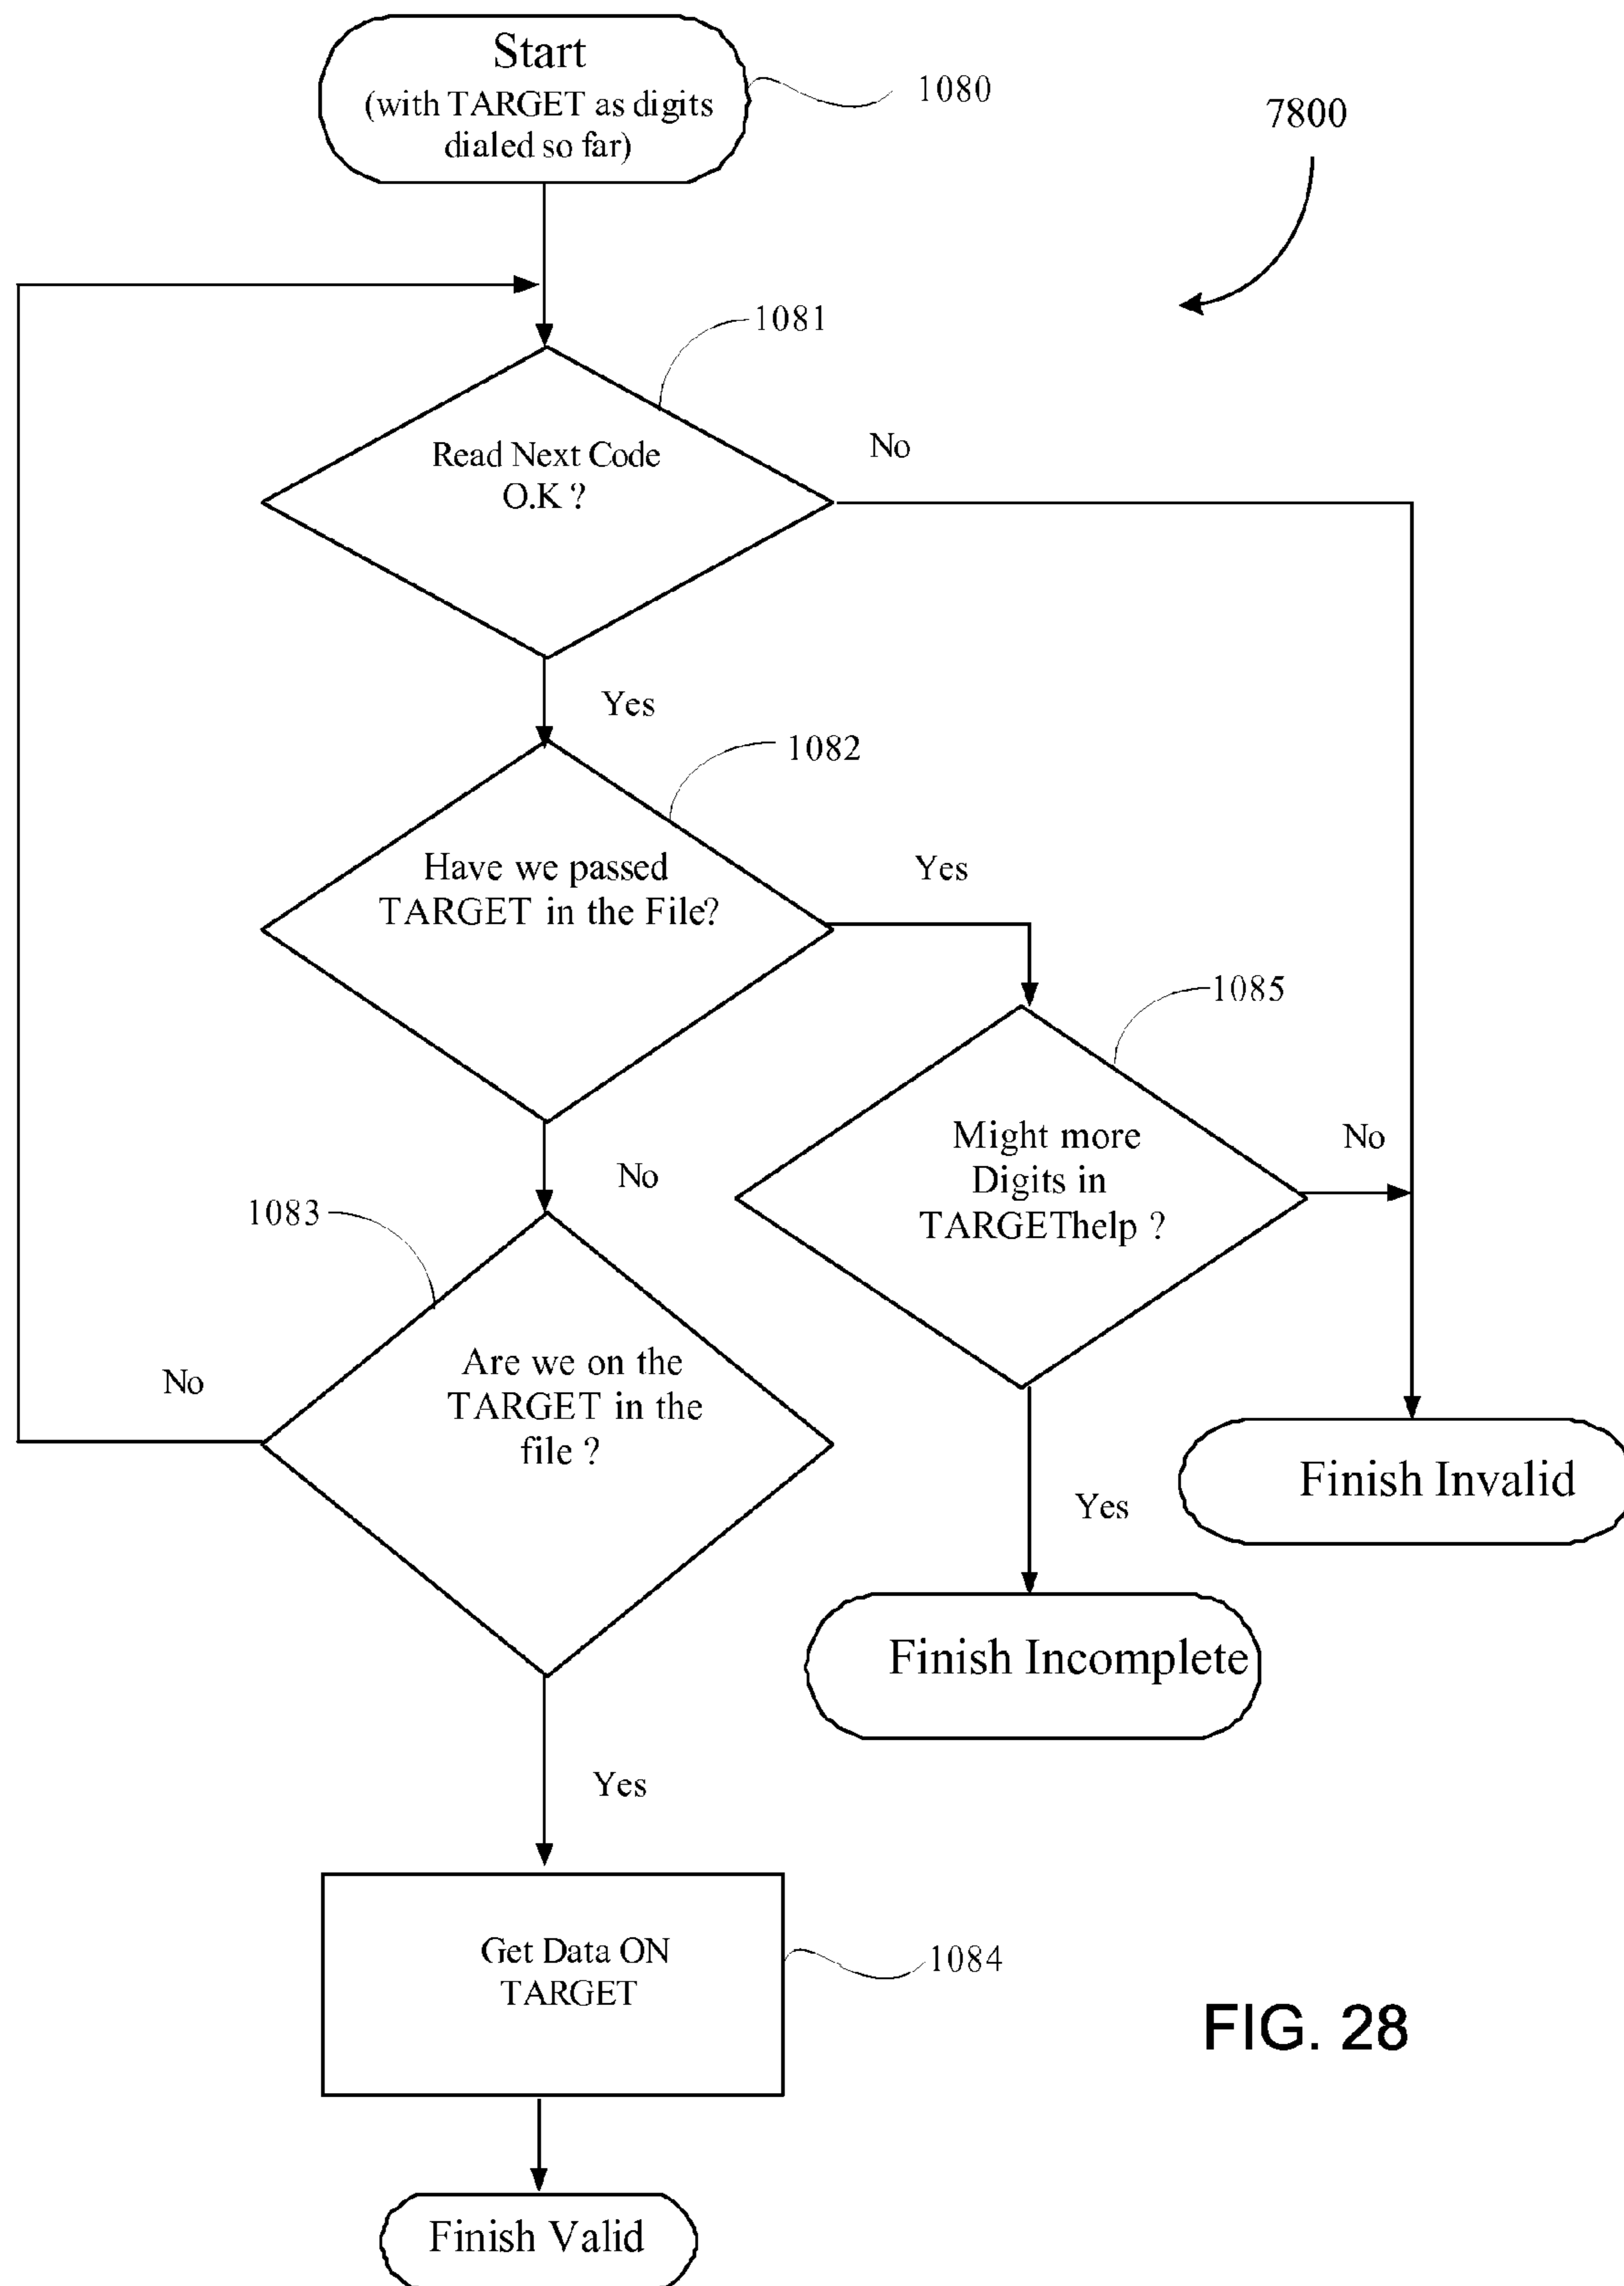 Start
(with TARGET as digits
dialed so far)
1080
7800
1081
Read Next Code
O.K ?
No
Yes
1082
Have we passed
TARGET in the File?
Yes
1085
Might more
Digits in
TARGEThelp ?
No
No
1083
Are we on the
TARGET in the
file ?
No
Finish Invalid
Yes
Finish Incomplete
Yes
Get Data ON
TARGET
1084
FIG. 28
Finish Valid